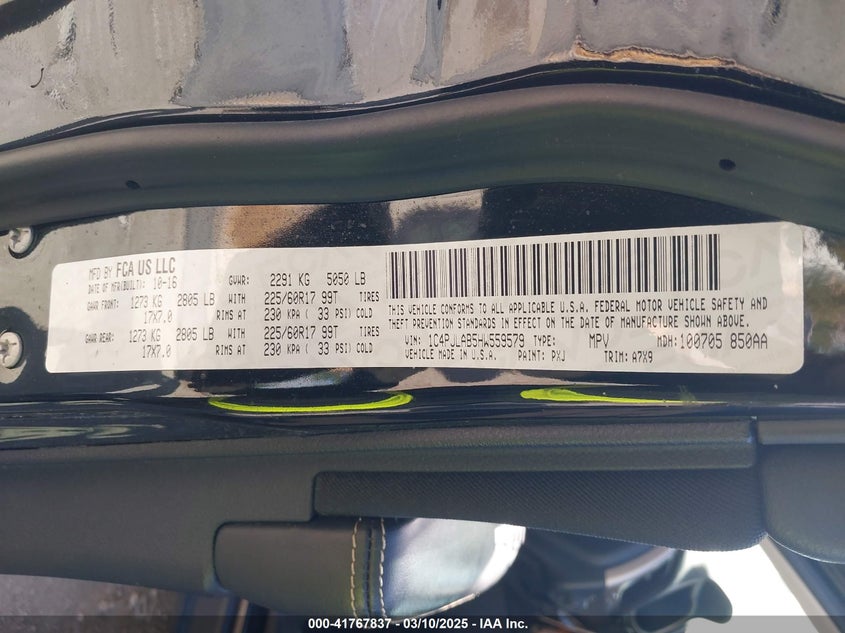 MFD BY FCA US LLC
DATE OF MFR(BUILT): 10-16 GVWR: 2291 KG 5050 LB
GAWR FRONT: 1273 KG 2805 LB WITH 225/60R17 99T TIRES
17X7.0 RIMS AT 230 KPA ( 33 PSI) COLD
GAWR REAR: 1273 KG 2805 LB WITH 225/60R17 99T TIRES
17X7.0 RIMS AT 230 KPA ( 33 PSI) COLD
THIS VEHICLE CONFORMS TO ALL APPLICABLE U.S.A. FEDERAL MOTOR VEHICLE SAFETY AND
THEFT PREVENTION STANDARDS IN EFFECT ON THE DATE OF MANUFACTURE SHOWN ABOVE.
VIN: 1C4PJLAB5HW559579 TYPE: MPV MDH: 100705 850AA
VEHICLE MADE IN U.S.A. PAINT: PXJ TRIM: A7X9
000-41767837 - 03/10/2025 - IAA Inc.